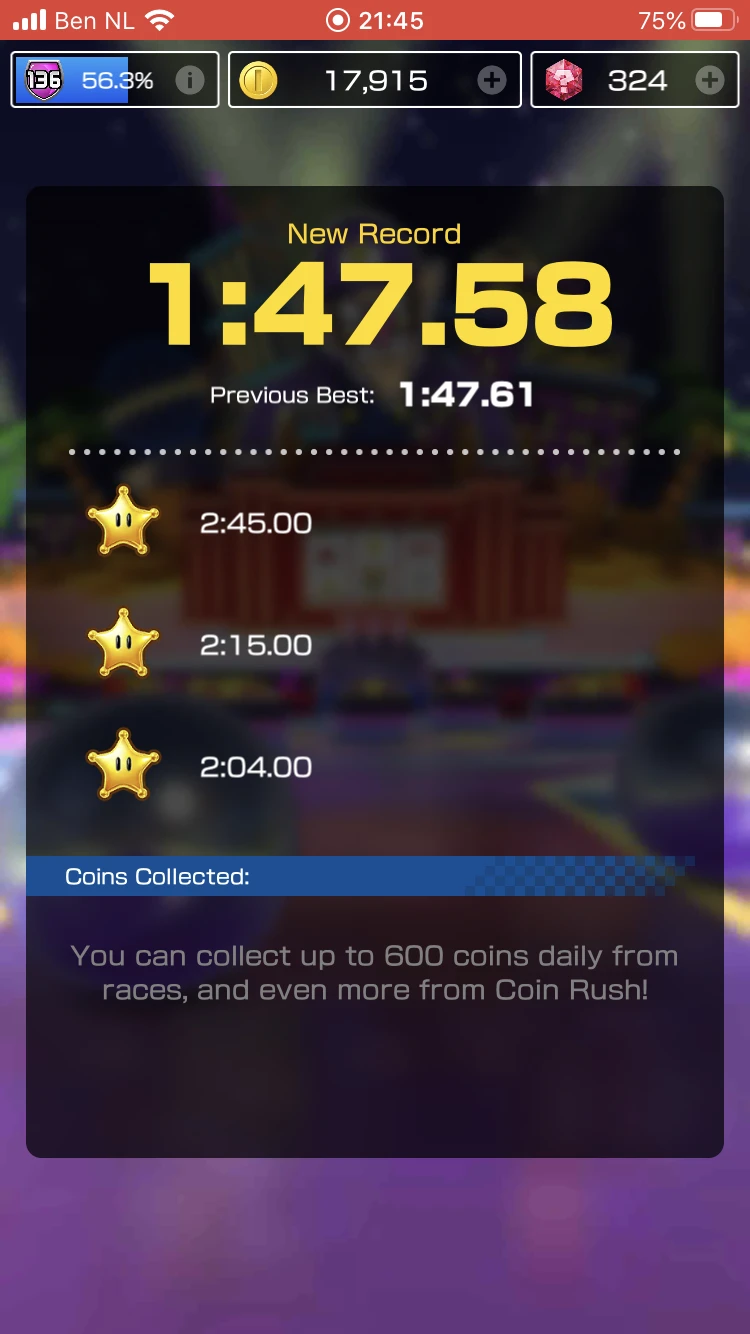 Ben NL 21:45 75%
136 56.3% i 17,915 + 324 +
New Record
1:47.58
Previous Best: 1:47.61
2:45.00
2:15.00
2:04.00
Coins Collected:
You can collect up to 600 coins daily from
races, and even more from Coin Rush!